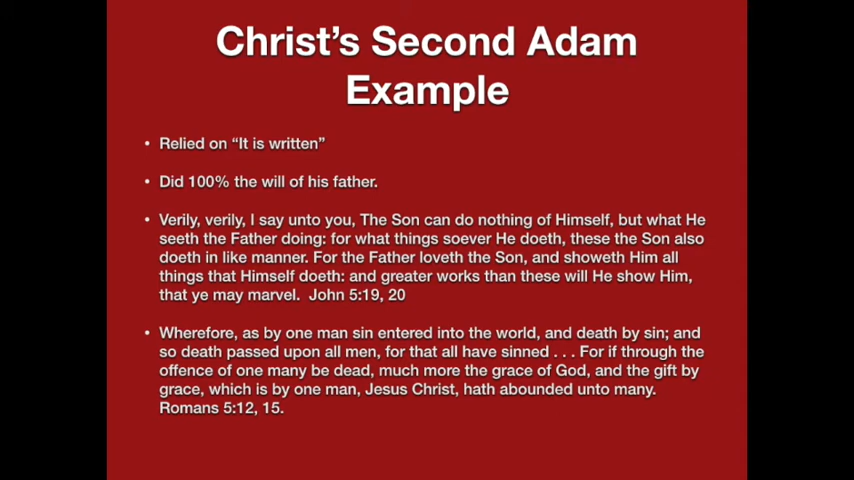 Christ's Second Adam
Example
• Relied on “It is written”
• Did 100% the will of his father.
• Verily, verily, I say unto you, The Son can do nothing of Himself, but what He
seeth the Father doing: for what things soever He doeth, these the Son also
doeth in like manner. For the Father loveth the Son, and showeth Him all
things that Himself doeth: and greater works than these will He show Him,
that ye may marvel.  John 5:19, 20
• Wherefore, as by one man sin entered into the world, and death by sin; and
so death passed upon all men, for that all have sinned . . . For if through the
offence of one many be dead, much more the grace of God, and the gift by
grace, which is by one man, Jesus Christ, hath abounded unto many.
Romans 5:12, 15.